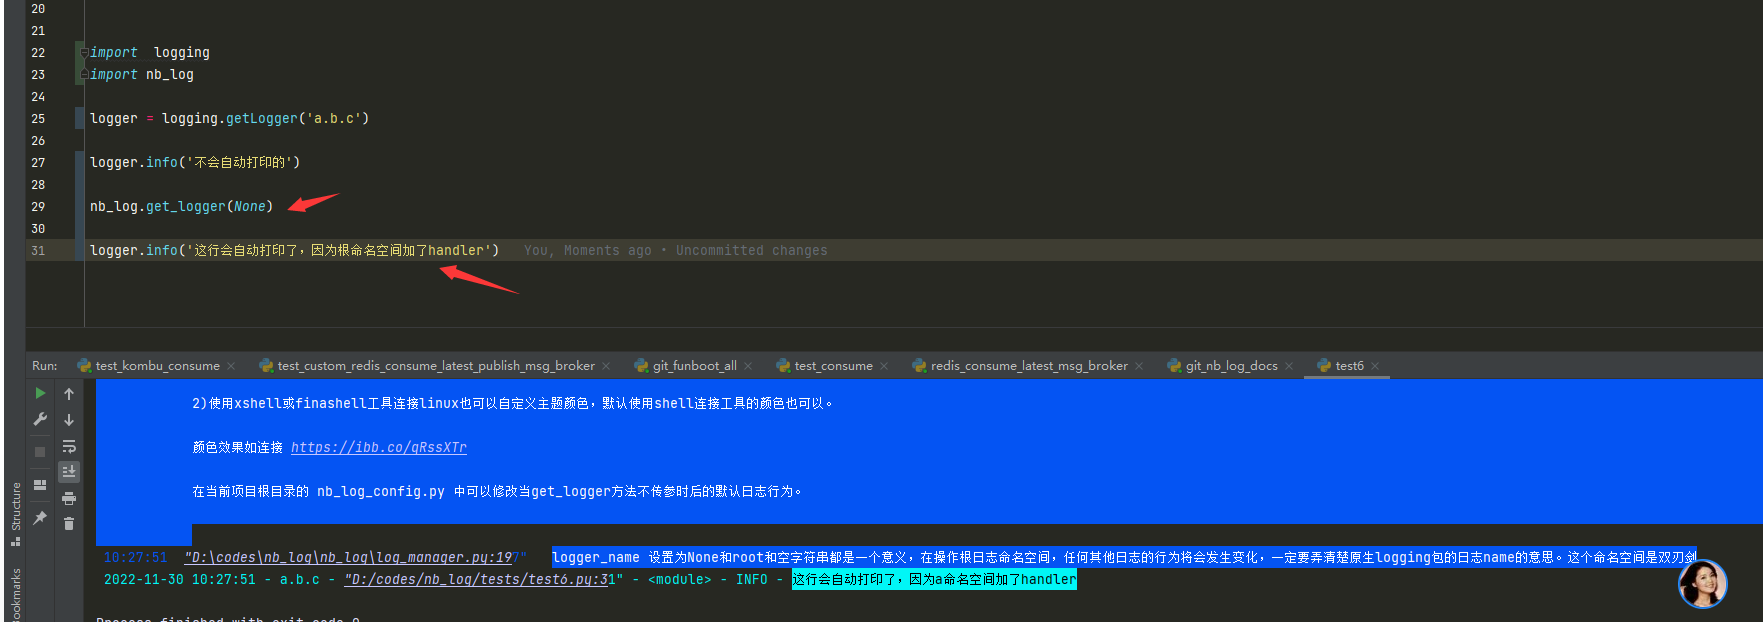 20
21
22 import  logging
23 import nb_log
24
25 logger = logging.getLogger('a.b.c')
26
27 logger.info('不会自动打印的')
28
29 nb_log.get_logger(None)
30
31 logger.info('这行会自动打印了，因为根命名空间加了handler') You, Moments ago • Uncommitted changes
Run: test_kombu_consume test_custom_redis_consume_latest_publish_msg_broker git_funboot_all test_consume redis_consume_latest_msg_broker git_nb_log_docs test6
2)使用xshell或finashell工具连接linux也可以自定义主题颜色，默认使用shell连接工具的颜色也可以。
颜色效果如连接 https://ibb.co/qRssXTr
在当前项目根目录的 nb_log_config.py 中可以修改当get_logger方法不传参时后的默认日志行为。
Structure
10:27:51 "D:\codes\nb_log\nb_log\log_manager.py:197" logger_name 设置为None和root和空字符串都是一个意义，在操作根日志命名空间，任何其他日志的行为将会发生变化，一定要弄清楚原生logging包的日志name的意思。这个命名空间是双刃剑
2022-11-30 10:27:51 - a.b.c - "D:/codes/nb_log/tests/test6.py:31" - <module> - INFO - 这行会自动打印了，因为a命名空间加了handler
Bookmarks
Process finished with exit code 0